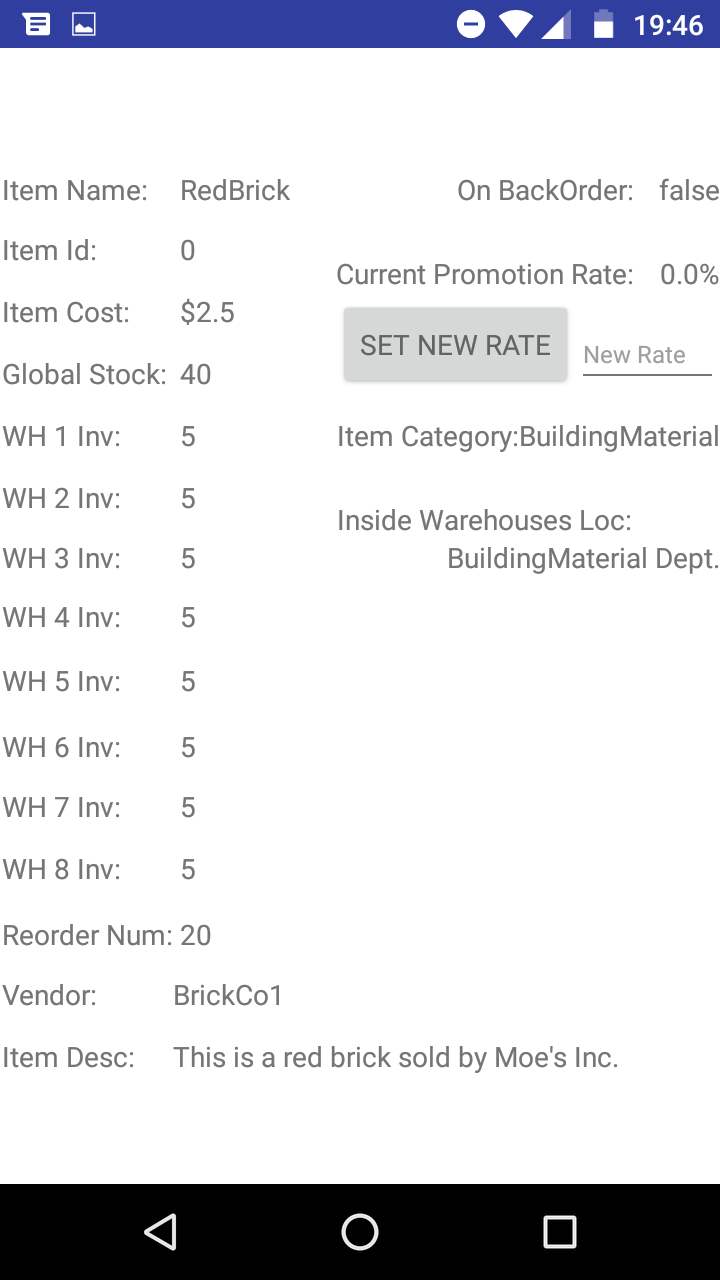 19:46
Item Name: RedBrick On BackOrder: false
Item Id: 0
Current Promotion Rate: 0.0%
Item Cost: $2.5
SET NEW RATE New Rate
Global Stock: 40
WH 1 Inv: 5 Item Category:BuildingMaterial
WH 2 Inv: 5
Inside Warehouses Loc:
WH 3 Inv: 5 BuildingMaterial Dept.
WH 4 Inv: 5
WH 5 Inv: 5
WH 6 Inv: 5
WH 7 Inv: 5
WH 8 Inv: 5
Reorder Num: 20
Vendor: BrickCo1
Item Desc: This is a red brick sold by Moe's Inc.